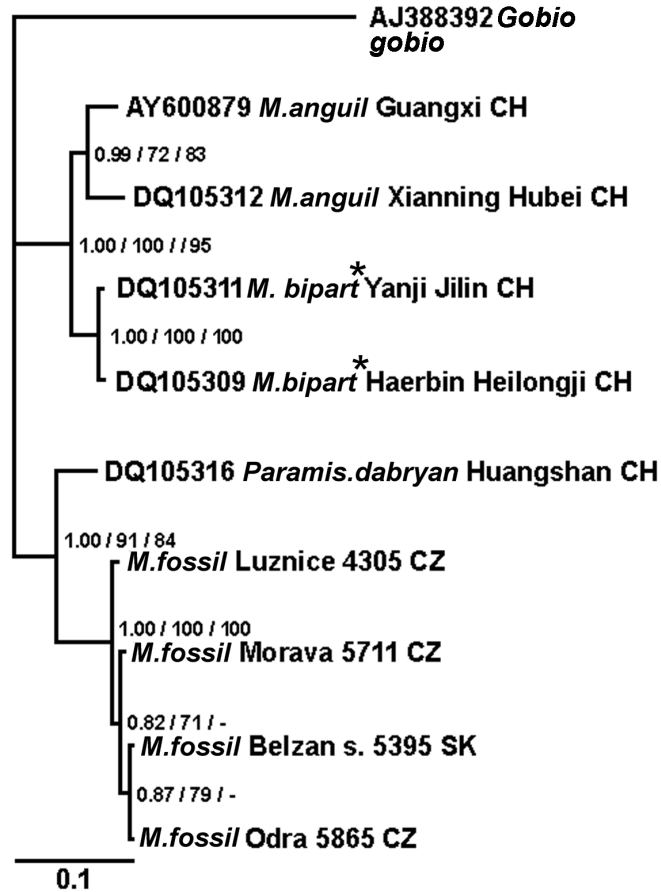 AJ388392 Gobio
gobio
AY600879 M.anguil Guangxi CH
0.99 / 72 / 83
DQ105312 M.anguil Xianning Hubei CH
1.00 / 100 / /95
DQ105311 M. bipart* Yanji Jilin CH
1.00 / 100 / 100
DQ105309 M.bipart* Haerbin Heilongji CH
DQ105316 Paramis.dabryan Huangshan CH
1.00 / 91 / 84
M.fossil Luznice 4305 CZ
1.00 / 100 / 100
M.fossil Morava 5711 CZ
0.82 / 71 / -
M.fossil Belzan s. 5395 SK
0.87 / 79 / -
M.fossil Odra 5865 CZ
0.1